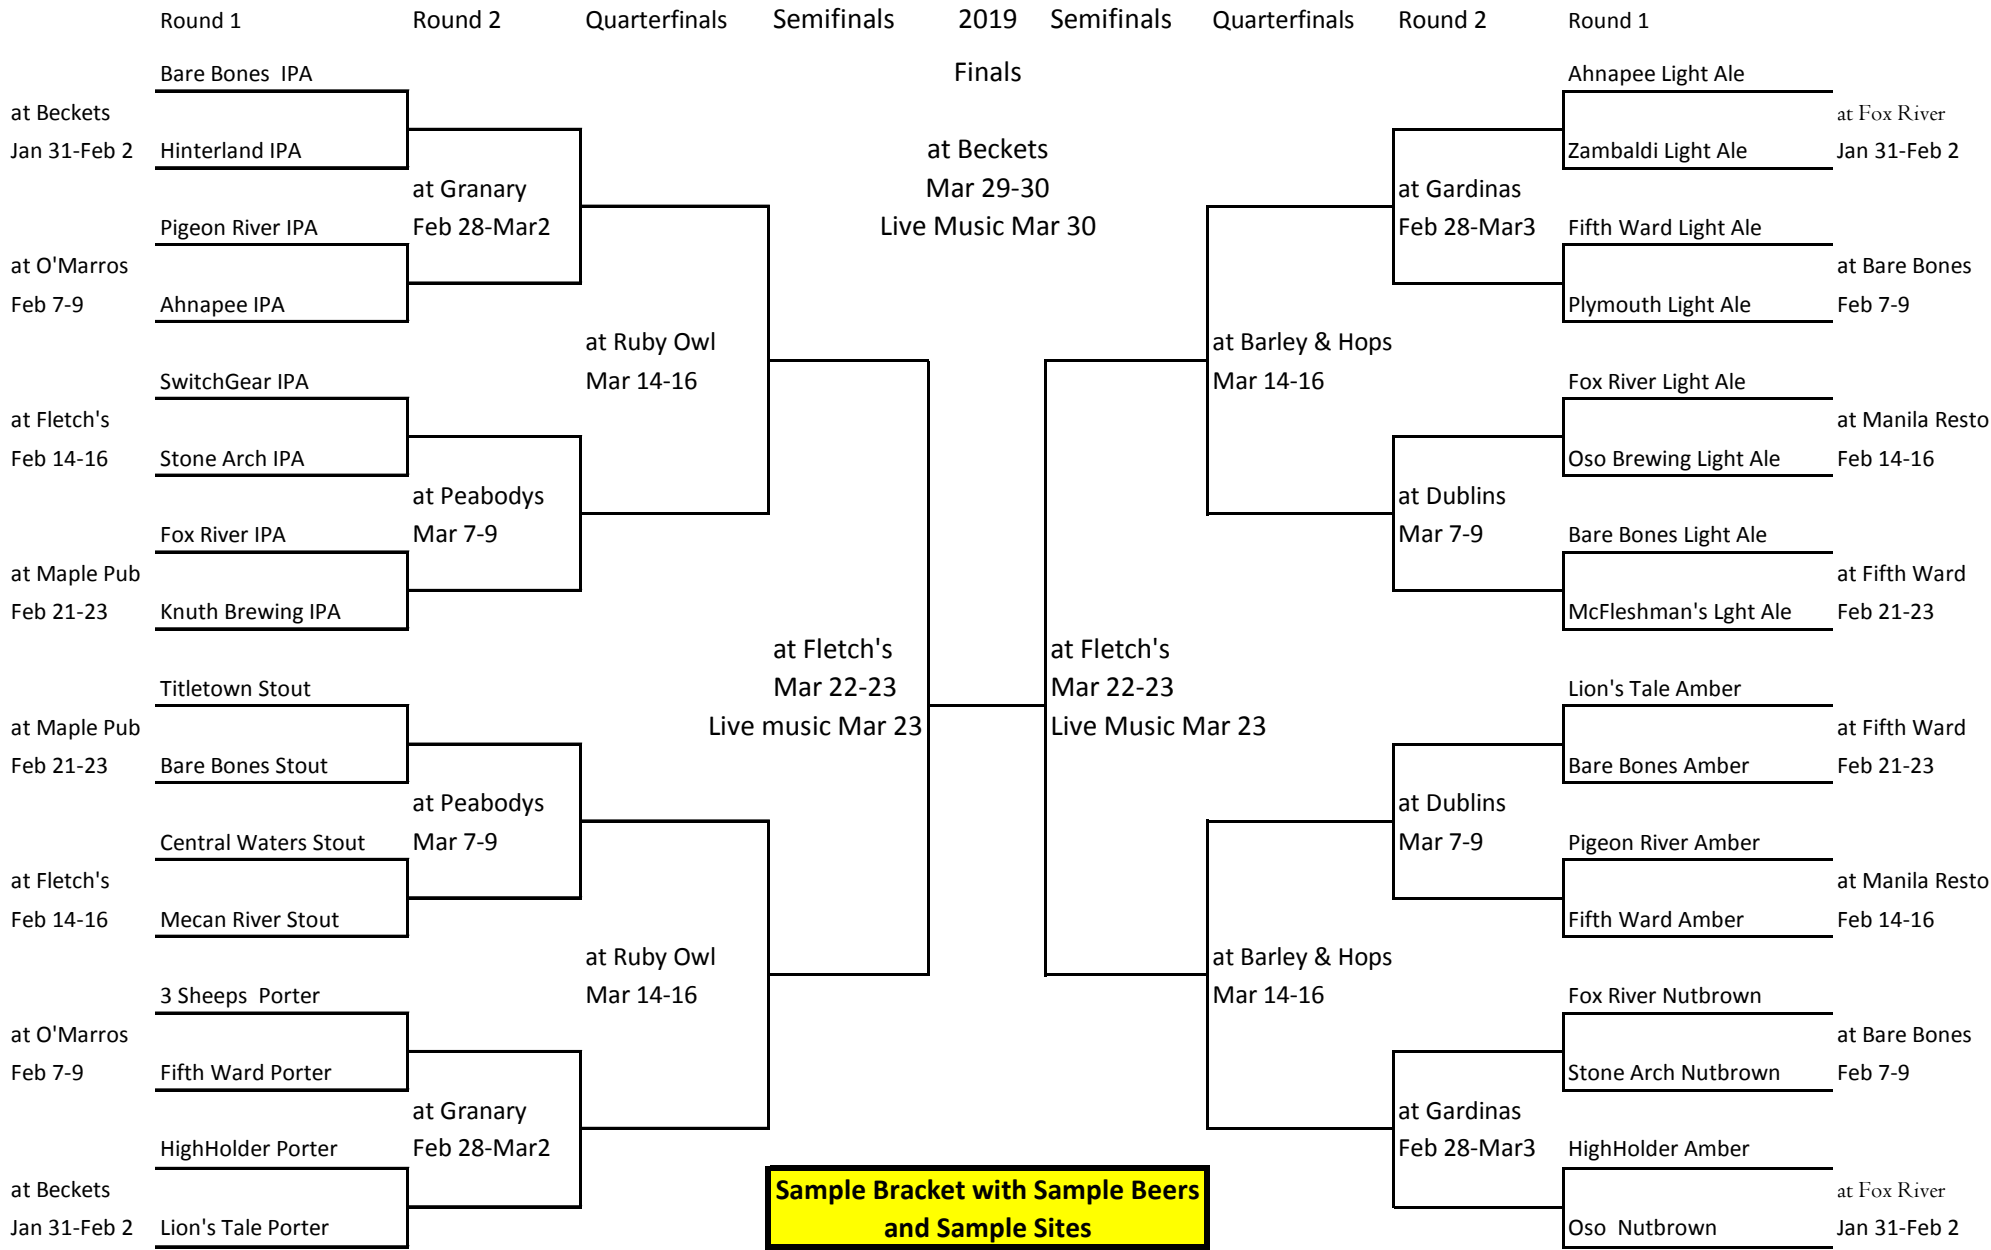 Round 1 Round 2 Quarterfinals Semifinals 2019 Semifinals Quarterfinals Round 2 Round 1
Bare Bones  IPA Finals Ahnapee Light Ale
at Beckets at Fox River
Jan 31-Feb 2 Hinterland IPA at Beckets Zambaldi Light Ale Jan 31-Feb 2
at Granary Mar 29-30 at Gardinas
Pigeon River IPA Feb 28-Mar2 Live Music Mar 30 Feb 28-Mar3 Fifth Ward Light Ale
at O'Marros at Bare Bones
Feb 7-9 Ahnapee IPA Plymouth Light Ale Feb 7-9
at Ruby Owl at Barley & Hops
SwitchGear IPA Mar 14-16 Mar 14-16 Fox River Light Ale
at Fletch's at Manila Resto
Feb 14-16 Stone Arch IPA Oso Brewing Light Ale Feb 14-16
at Peabodys at Dublins
Fox River IPA Mar 7-9 Mar 7-9 Bare Bones Light Ale
at Maple Pub at Fifth Ward
Feb 21-23 Knuth Brewing IPA McFleshman's Lght Ale Feb 21-23
at Fletch's at Fletch's
Titletown Stout Mar 22-23 Mar 22-23 Lion's Tale Amber
at Maple Pub Live music Mar 23 Live Music Mar 23 at Fifth Ward
Feb 21-23 Bare Bones Stout Bare Bones Amber Feb 21-23
at Peabodys at Dublins
Central Waters Stout Mar 7-9 Mar 7-9 Pigeon River Amber
at Fletch's at Manila Resto
Feb 14-16 Mecan River Stout Fifth Ward Amber Feb 14-16
at Ruby Owl at Barley & Hops
3 Sheeps  Porter Mar 14-16 Mar 14-16 Fox River Nutbrown
at O'Marros at Bare Bones
Feb 7-9 Fifth Ward Porter Stone Arch Nutbrown Feb 7-9
at Granary at Gardinas
HighHolder Porter Feb 28-Mar2 Feb 28-Mar3 HighHolder Amber
at Beckets Sample Bracket with Sample Beers at Fox River
Jan 31-Feb 2 Lion's Tale Porter and Sample Sites Oso  Nutbrown Jan 31-Feb 2